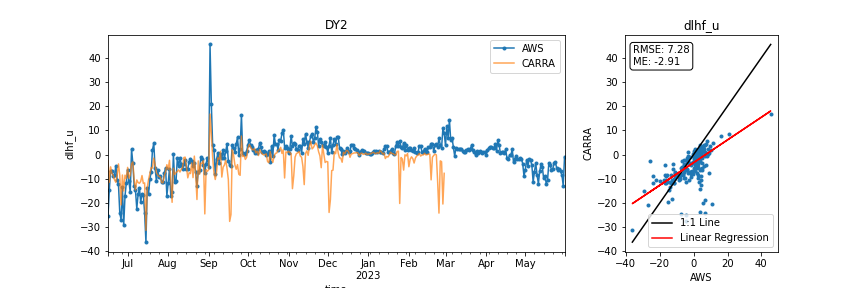 DY2
dlhf_u
40
30
20
10
0
−10
−20
−30
−40
AWS
CARRA
Jul Aug Sep Oct Nov Dec Jan Feb Mar Apr May
2023
time
dlhf_u
CARRA
40
30
20
10
0
−10
−20
−30
−40
RMSE: 7.28
ME: -2.91
1:1 Line
Linear Regression
−40 −20 0 20 40
AWS